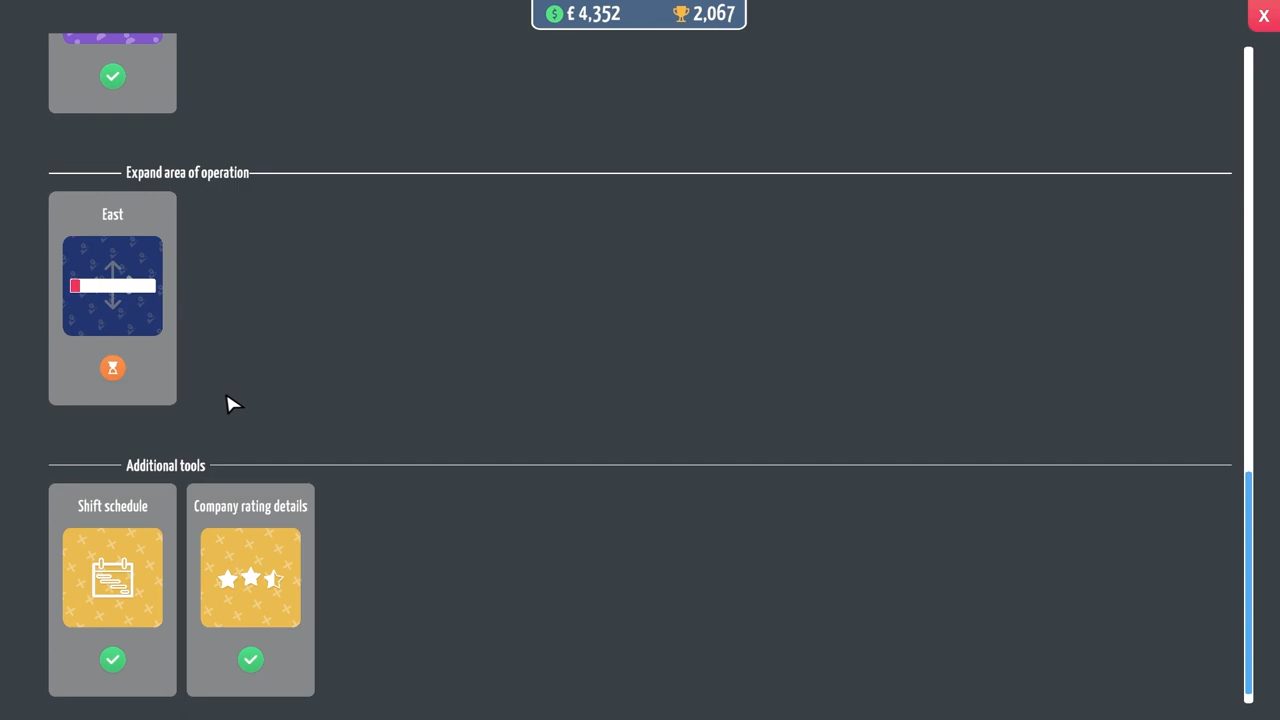 £ 4,352
2,067
X
Expand area of operation
East
Additional tools
Shift schedule
Company rating details